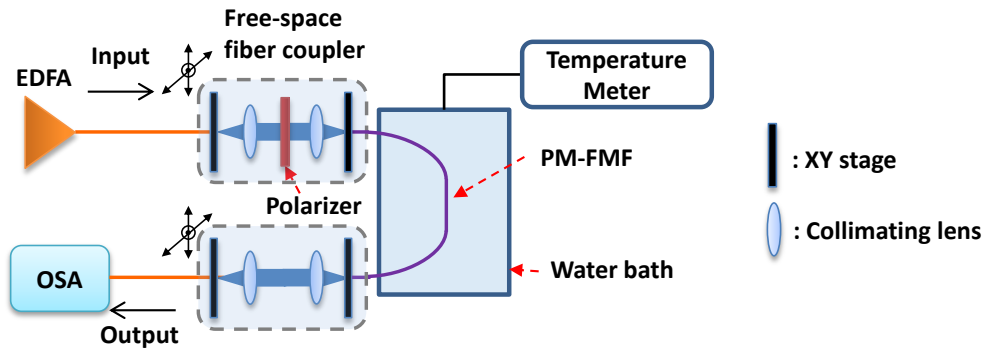 Free-space
fiber coupler
Input
EDFA
Temperature
Meter
PM-FMF
: XY stage
Polarizer
: Collimating lens
OSA
Water bath
Output